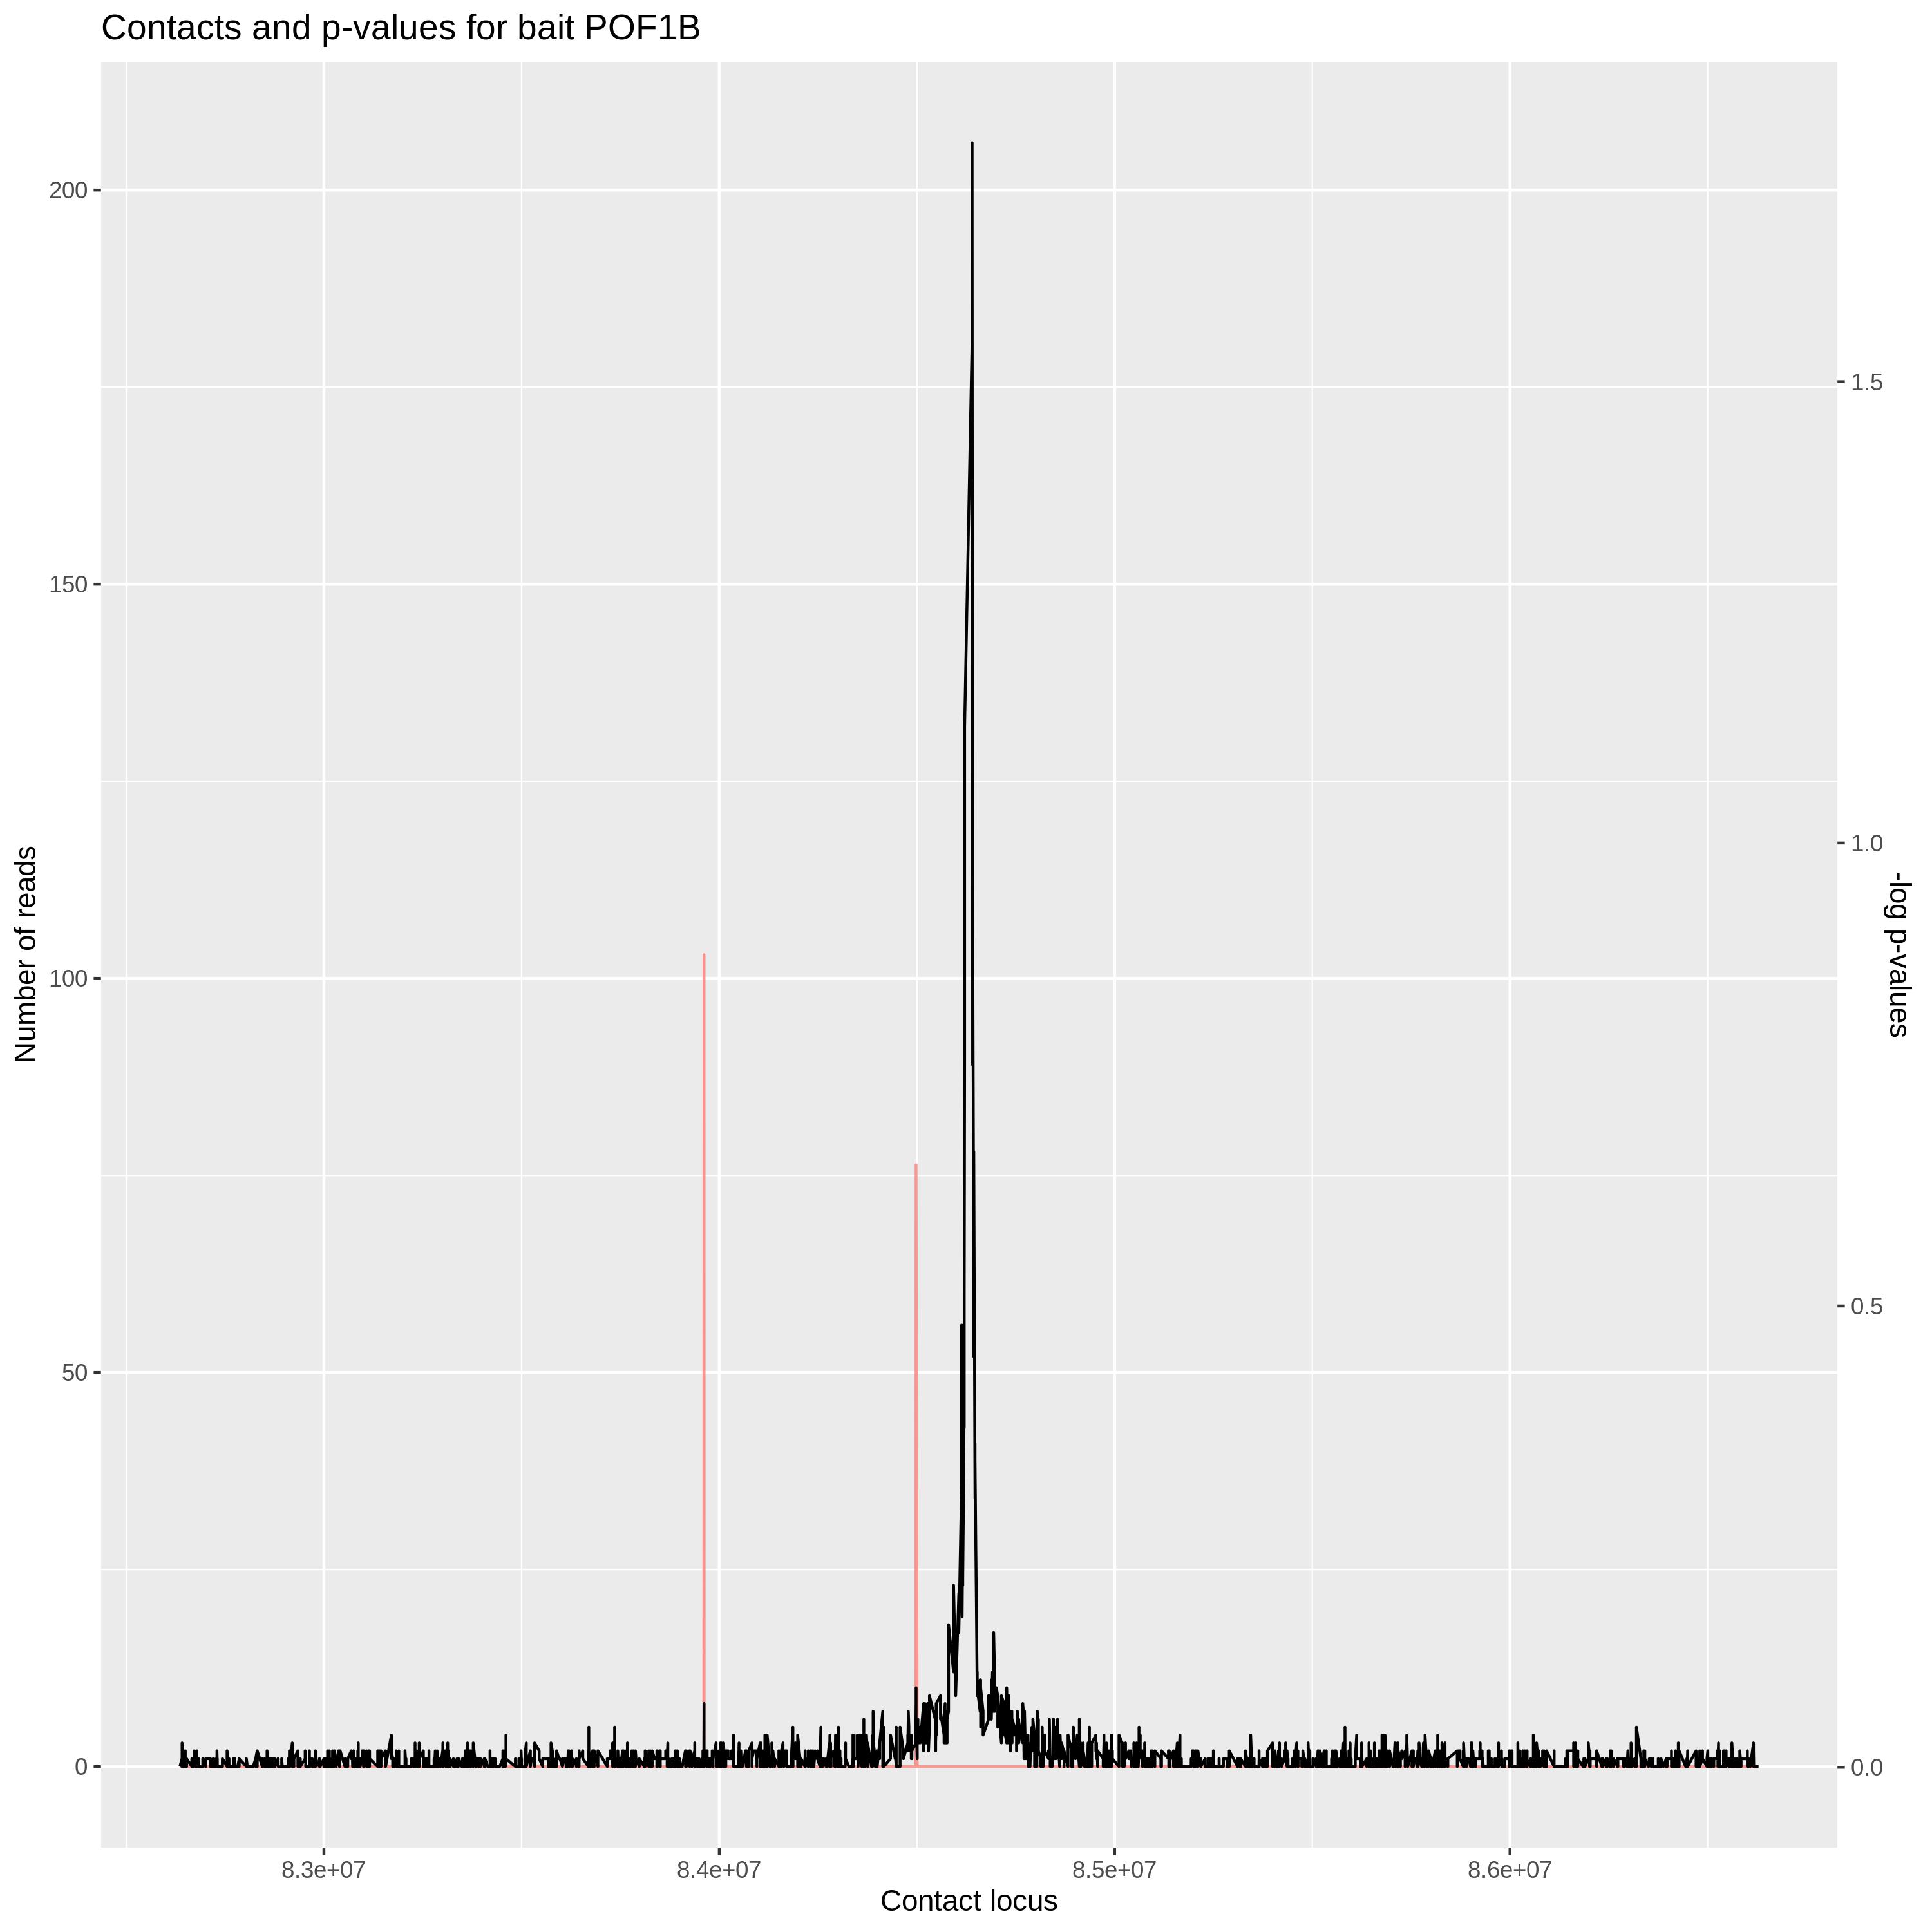 Contacts and p-values for bait POF1B
Number of reads
200
150
100
50
0
1.5
1.0
0.5
0.0
-log p-values
8.3e+07
8.4e+07
8.5e+07
8.6e+07
Contact locus